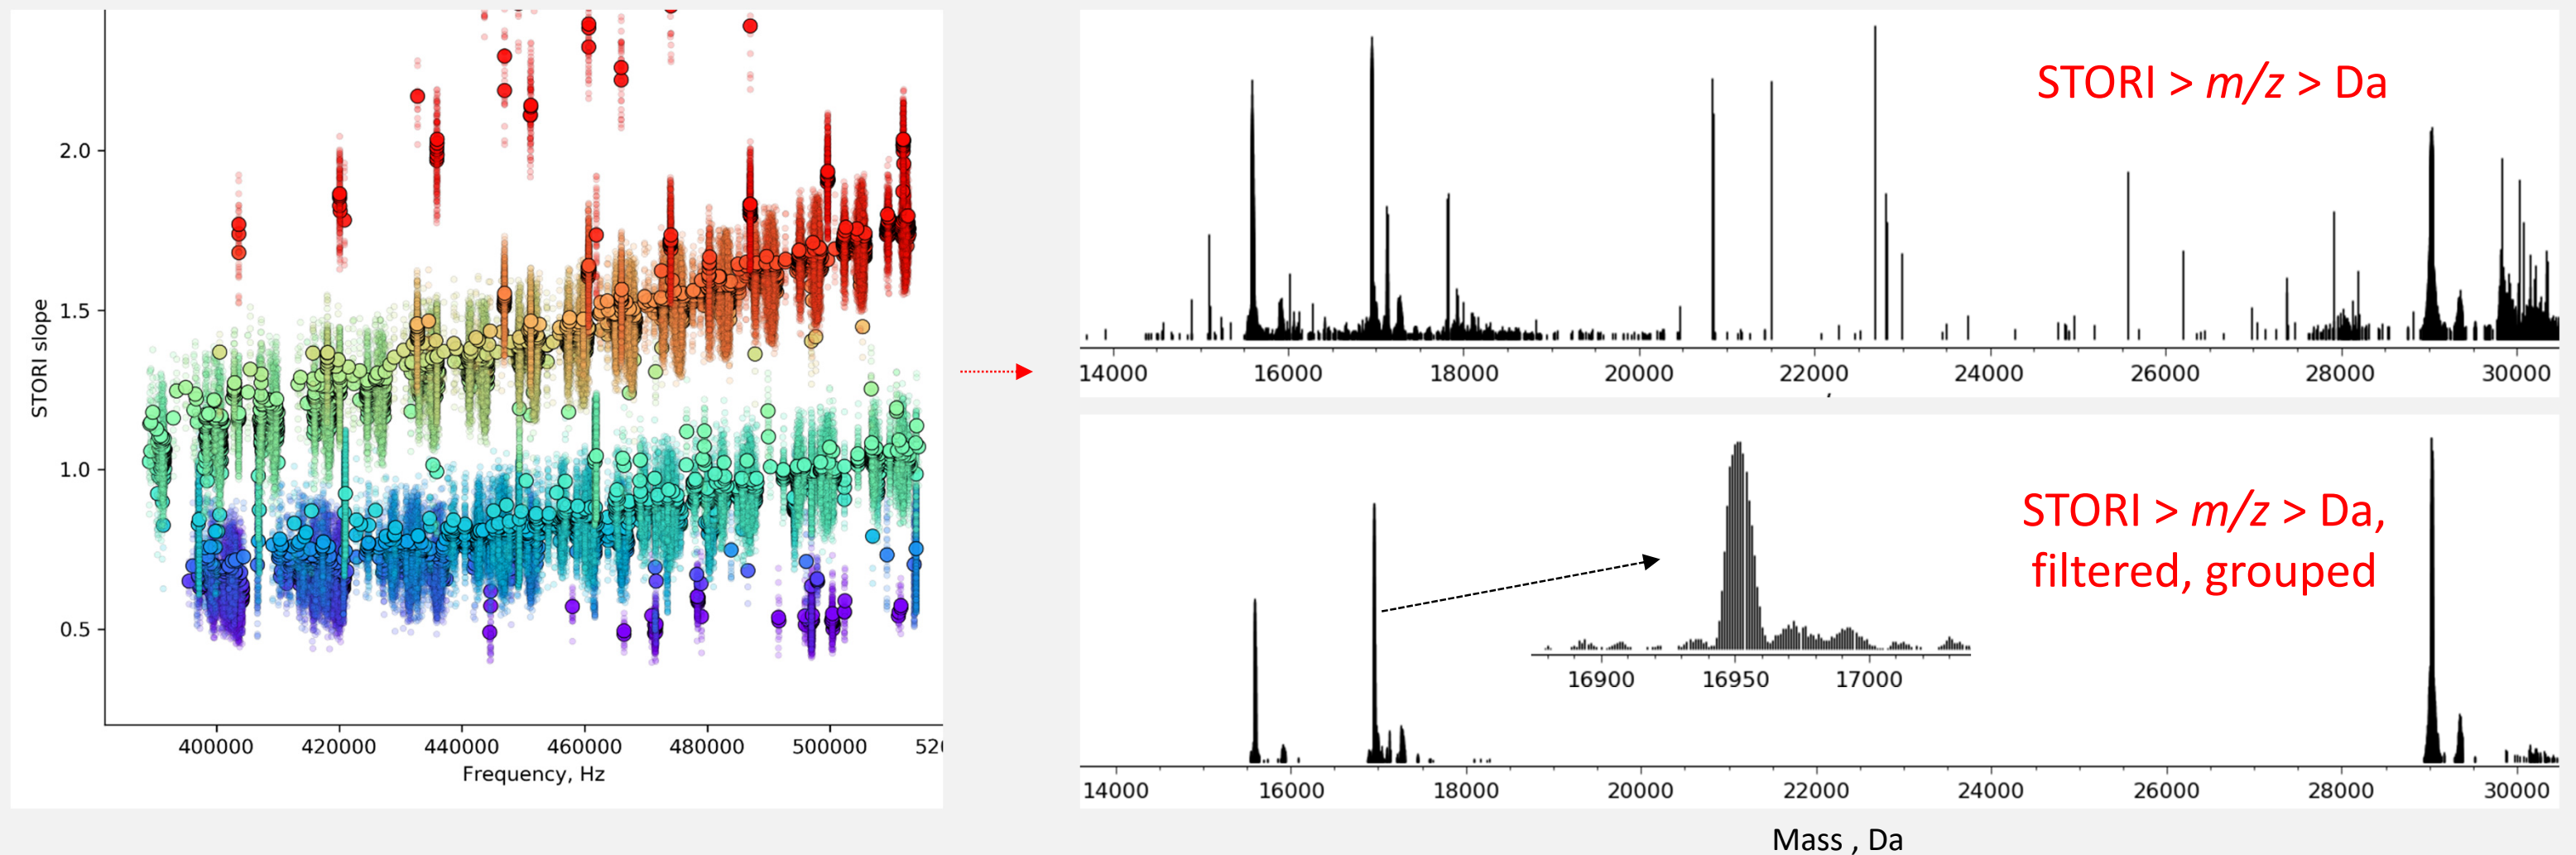 STORI slope
2.0
1.5
1.0
0.5
400000 420000 440000 460000 480000 500000
Frequency, Hz
STORI > m/z > Da
14000 16000 18000 20000 22000 24000 26000 28000 30000
STORI > m/z > Da,
filtered, grouped
16900 16950 17000
14000 16000 18000 20000 22000 24000 26000 28000 30000
Mass , Da